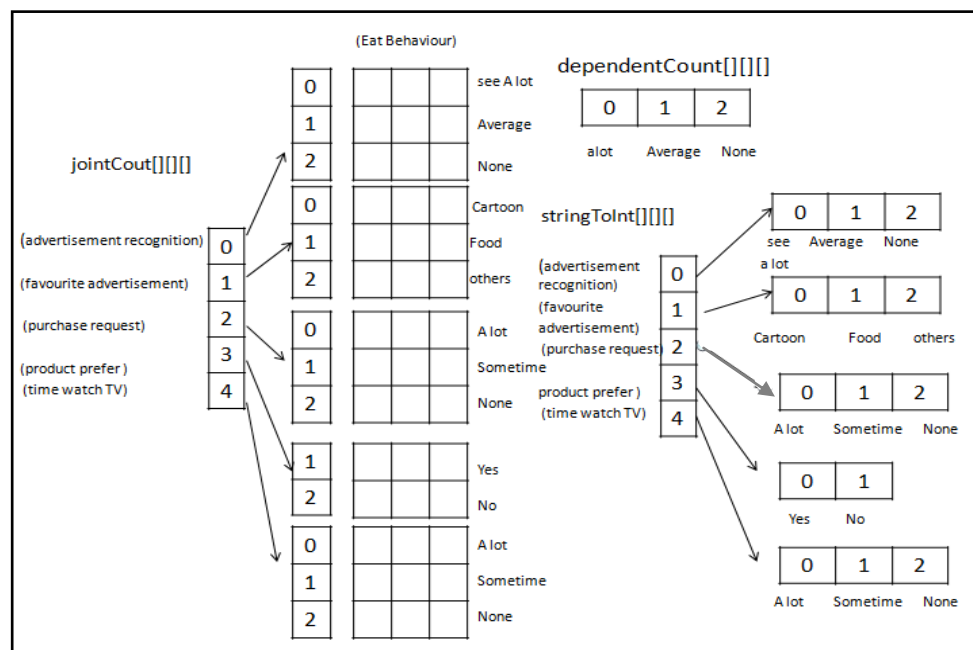 (Eat Behaviour)
dependentCount[][][]
0 1 2
alot Average None
jointCout[][][]
(advertisement recognition)
(favourite advertisement)
(purchase request)
(product prefer )
(time watch TV)
0
1
2
3
4
0 see A lot
1 Average
2 None
0 Cartoon
1 Food
2 others
0 A lot
1 Sometime
2 None
1 Yes
2 No
0 A lot
1 Sometime
2 None
stringToInt[][][]
(advertisement
recognition)
(favourite
advertisement)
(purchase request)
product prefer )
(time watch TV)
0
1
2
3
4
0 1 2
see Average None
a lot
0 1 2
Cartoon Food others
0 1 2
A lot Sometime None
0 1
Yes No
0 1 2
A lot Sometime None